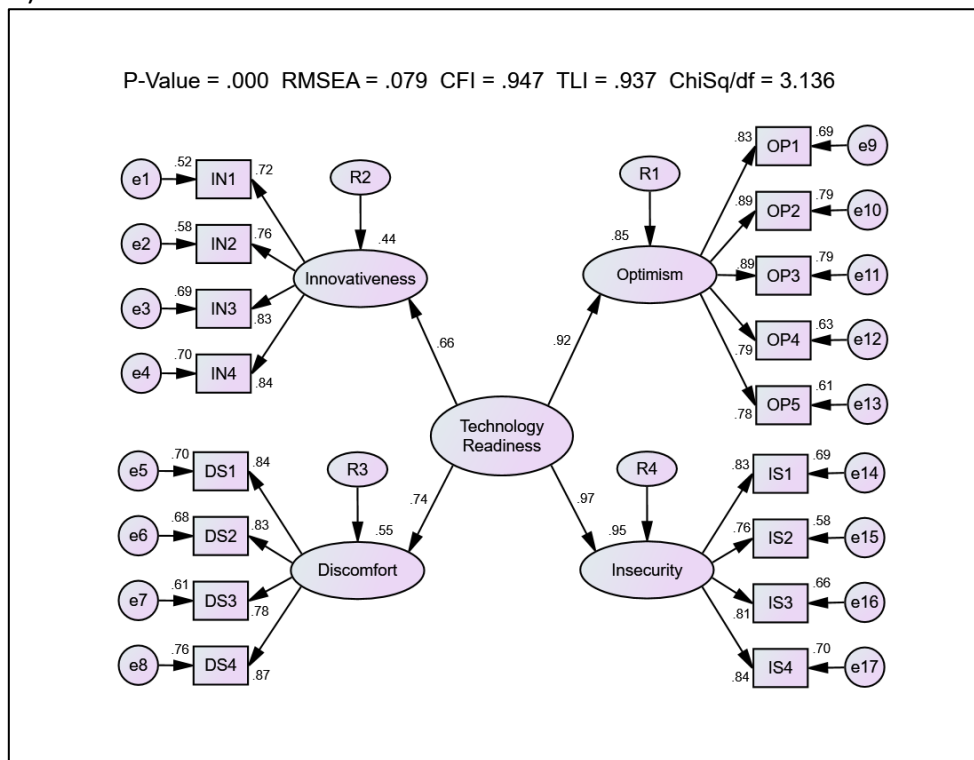 P-Value = .000 RMSEA = .079 CFI = .947 TLI = .937 ChiSq/df = 3.136
e1 .52 IN1 .72
e2 .58 IN2 .76
e3 .69 IN3 .83
e4 .70 IN4 .84
R2
.44
Innovativeness
R1
.85
Optimism
.83 OP1 .69 e9
.89 OP2 .79 e10
.89 OP3 .79 e11
.79 OP4 .63 e12
.78 OP5 .61 e13
.66
.92
Technology
Readiness
.74
.97
e5 .70 DS1 .84
e6 .68 DS2 .83
e7 .61 DS3 .78
e8 .76 DS4 .87
R3
.55
Discomfort
R4
.95
Insecurity
.83 IS1 .69 e14
.76 IS2 .58 e15
.81 IS3 .66 e16
.84 IS4 .70 e17